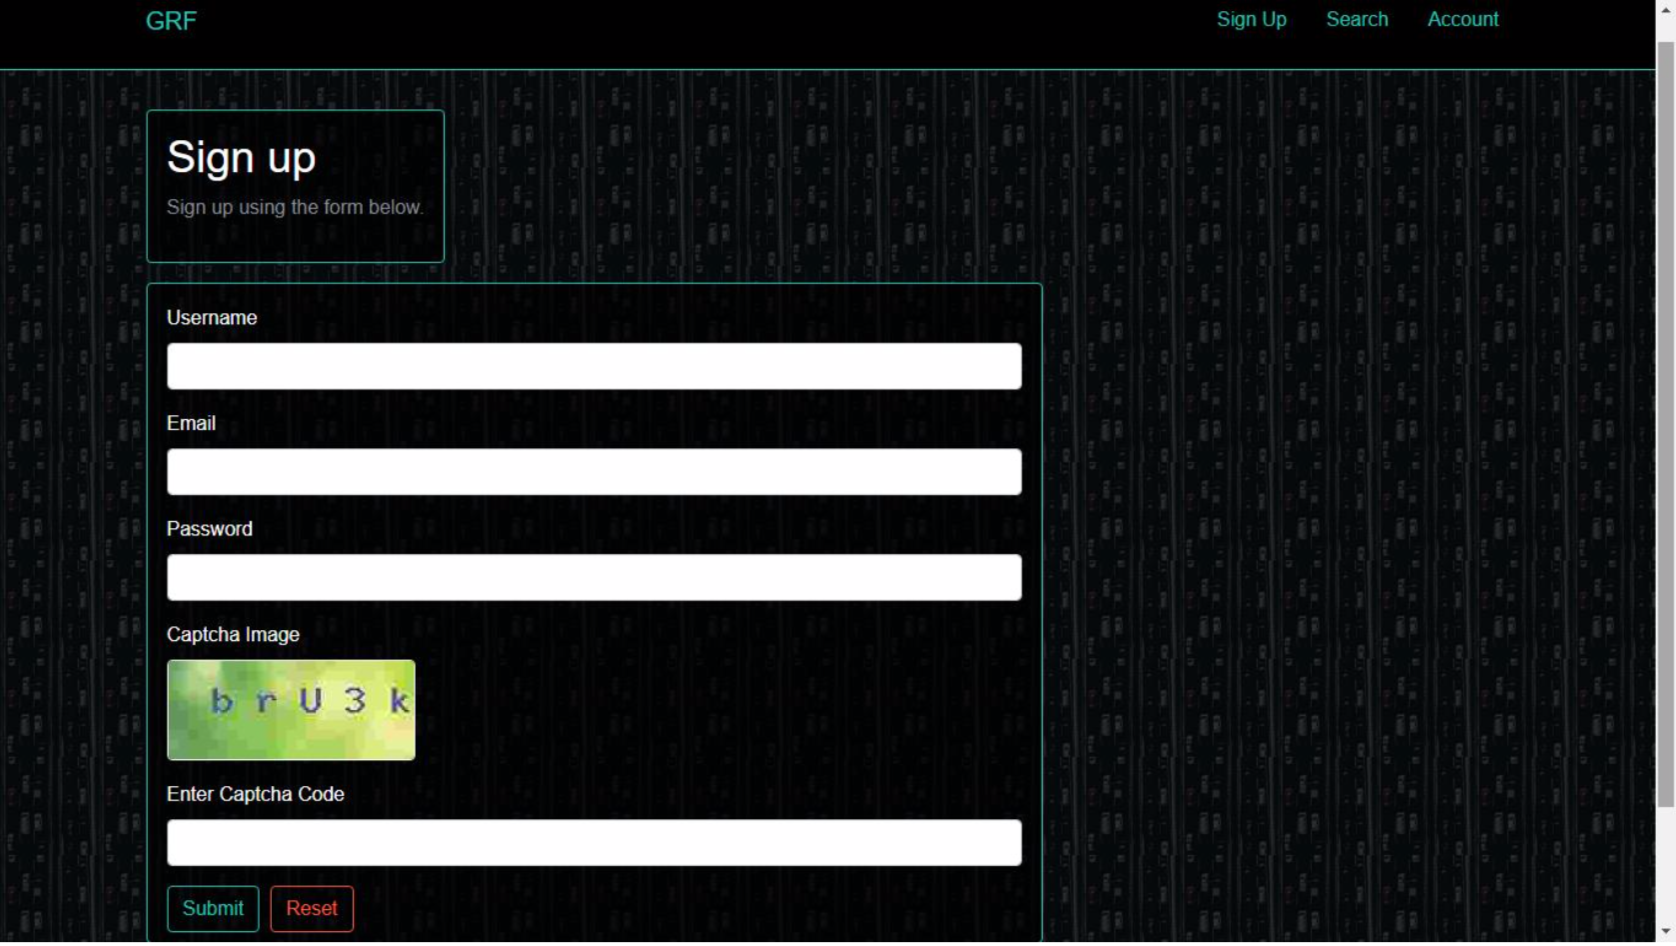 GRF
Sign Up Search Account
Sign up
Sign up using the form below.
Username
Email
Password
Captcha Image
b r U 3 k
Enter Captcha Code
Submit Reset